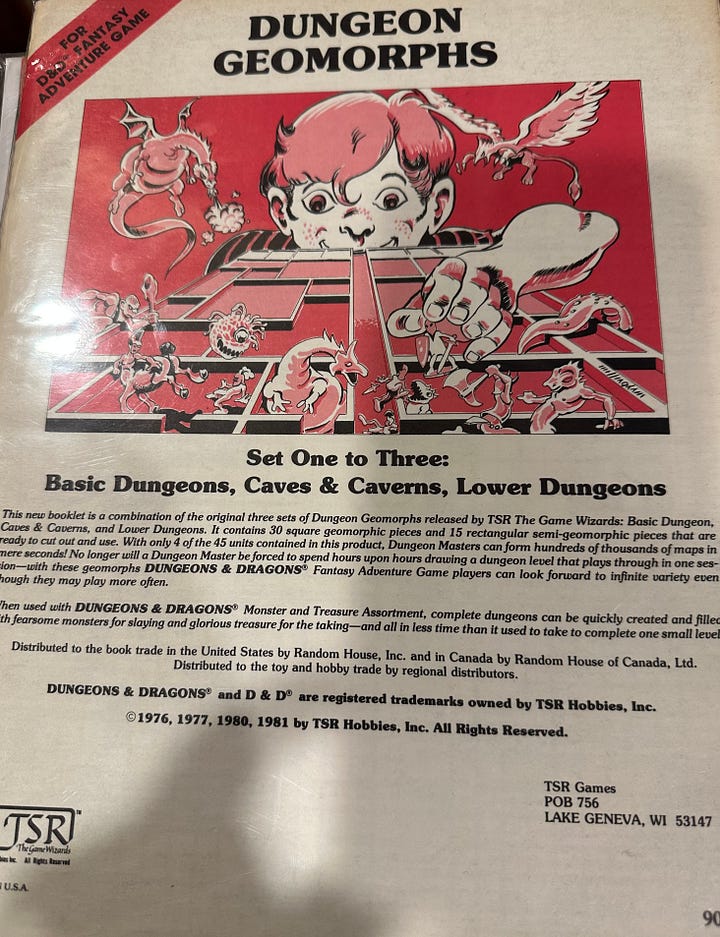 FOR
D&D® FANTASY
ADVENTURE GAME
DUNGEON
GEOMORPHS
Set One to Three:
Basic Dungeons, Caves & Caverns, Lower Dungeons
This new booklet is a combination of the original three sets of Dungeon Geomorphs released by TSR The Game Wizards: Basic Dungeon,
Caves & Caverns, and Lower Dungeons. It contains 30 square geomorphic pieces and 15 rectangular semi-geomorphic pieces that are
ready to cut out and use. With only 4 of the 45 units contained in this product, Dungeon Masters can form hundreds of thousands of maps in
mere seconds! No longer will a Dungeon Master be forced to spend hours upon hours drawing a dungeon level that plays through in one ses-
sion—with these geomorphs DUNGEONS & DRAGONS® Fantasy Adventure Game players can look forward to infinite variety even
though they may play more often.
When used with DUNGEONS & DRAGONS® Monster and Treasure Assortment, complete dungeons can be quickly created and filled
ith fearsome monsters for slaying and glorious treasure for the taking—and all in less time than it used to take to complete one small level
Distributed to the book trade in the United States by Random House, Inc. and in Canada by Random House of Canada, Ltd.
Distributed to the toy and hobby trade by regional distributors.
DUNGEONS & DRAGONS® and D & D® are registered trademarks owned by TSR Hobbies, Inc.
©1976, 1977, 1980, 1981 by TSR Hobbies, Inc. All Rights Reserved.
TSR Games
POB 756
LAKE GENEVA, WI 53147
TSR™
The Game Wizards
bies Inc. All Rights Reserved
U.S.A.
90